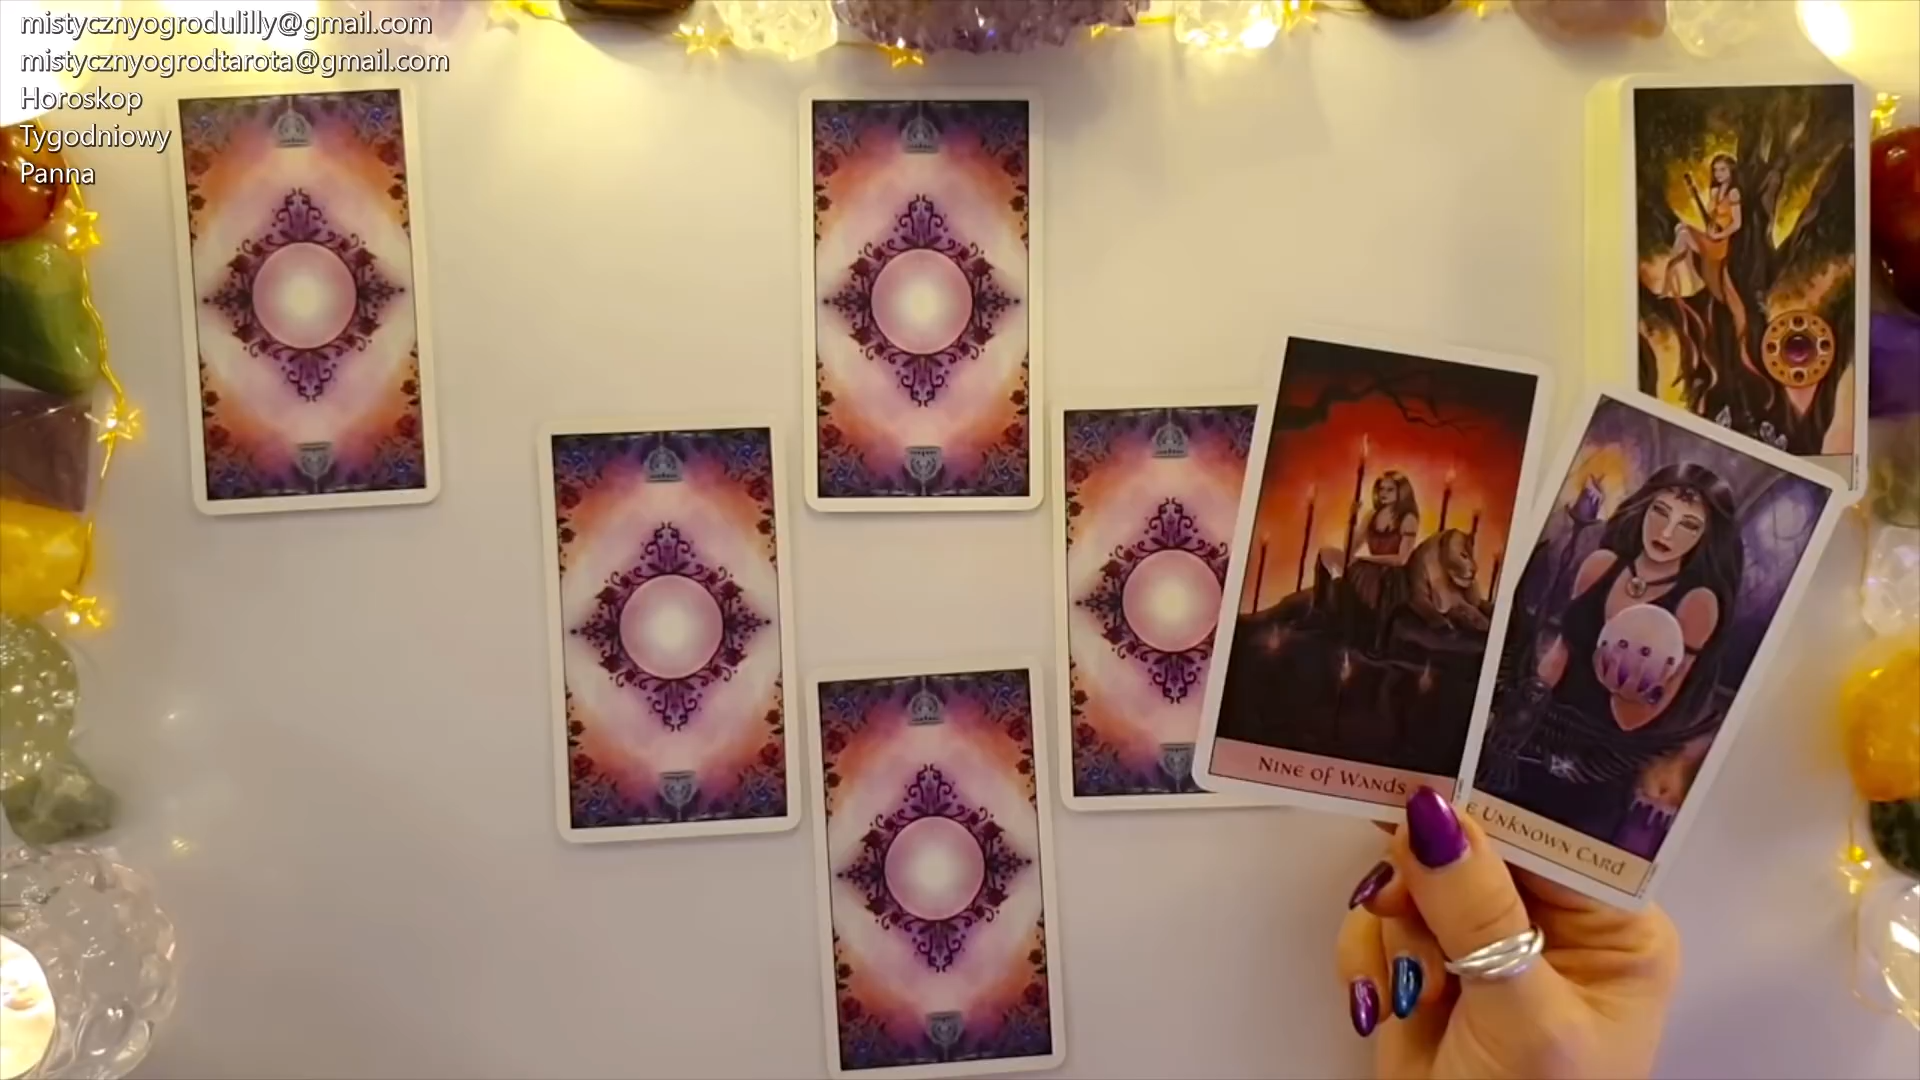 mistycznyogrodulilly@gmail.com
mistycznyogrodtarota@gmail.com
Horoskop
Tygodniowy
Panna
Nine of Wands
Unknown Card